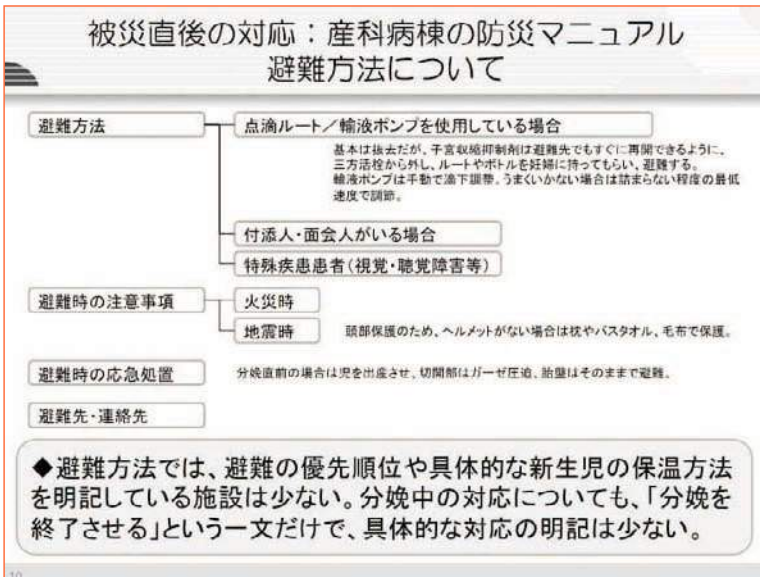 被災直後の対応：産科病棟の防災マニュアル
避難方法について
避難方法
点滴ルート／輸液ポンプを使用している場合
基本は抜去だが、子宮収縮抑制剤は避難先でもすぐに再開できるように、
三方活栓から外し、ルートやボトルを妊婦に持ってもらい、避難する。
輸液ポンプは手動で滴下調整。うまくいかない場合は詰まらない程度の最低
速度で調節。
付添人・面会人がいる場合
特殊疾患患者（視覚・聴覚障害等）
避難時の注意事項
火災時
地震時
頭部保護のため、ヘルメットがない場合は枕やバスタオル、毛布で保護。
避難時の応急処置
分娩直前の場合は児を出産させ、切開部はガーゼ圧迫、胎盤はそのままで避難。
避難先・連絡先
◆避難方法では、避難の優先順位や具体的な新生児の保温方法
を明記している施設は少ない。分娩中の対応についても、「分娩を
終了させる」という一文だけで、具体的な対応の明記は少ない。
10